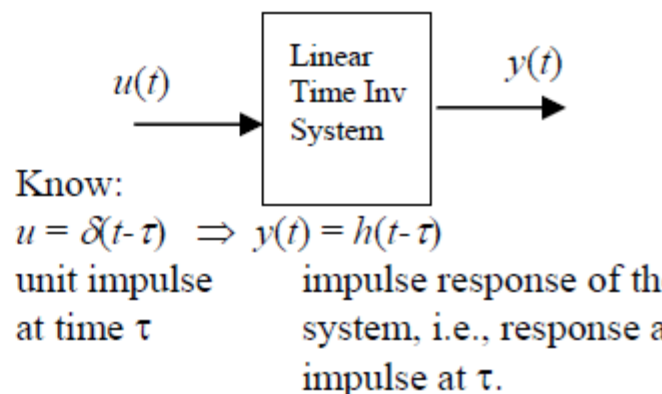 Linear
Time Inv
System
u(t)
y(t)
Know:
u = δ(t-τ) ⇒ y(t) = h(t-τ)
unit impulse impulse response of th
at time τ system, i.e., response a
impulse at τ.